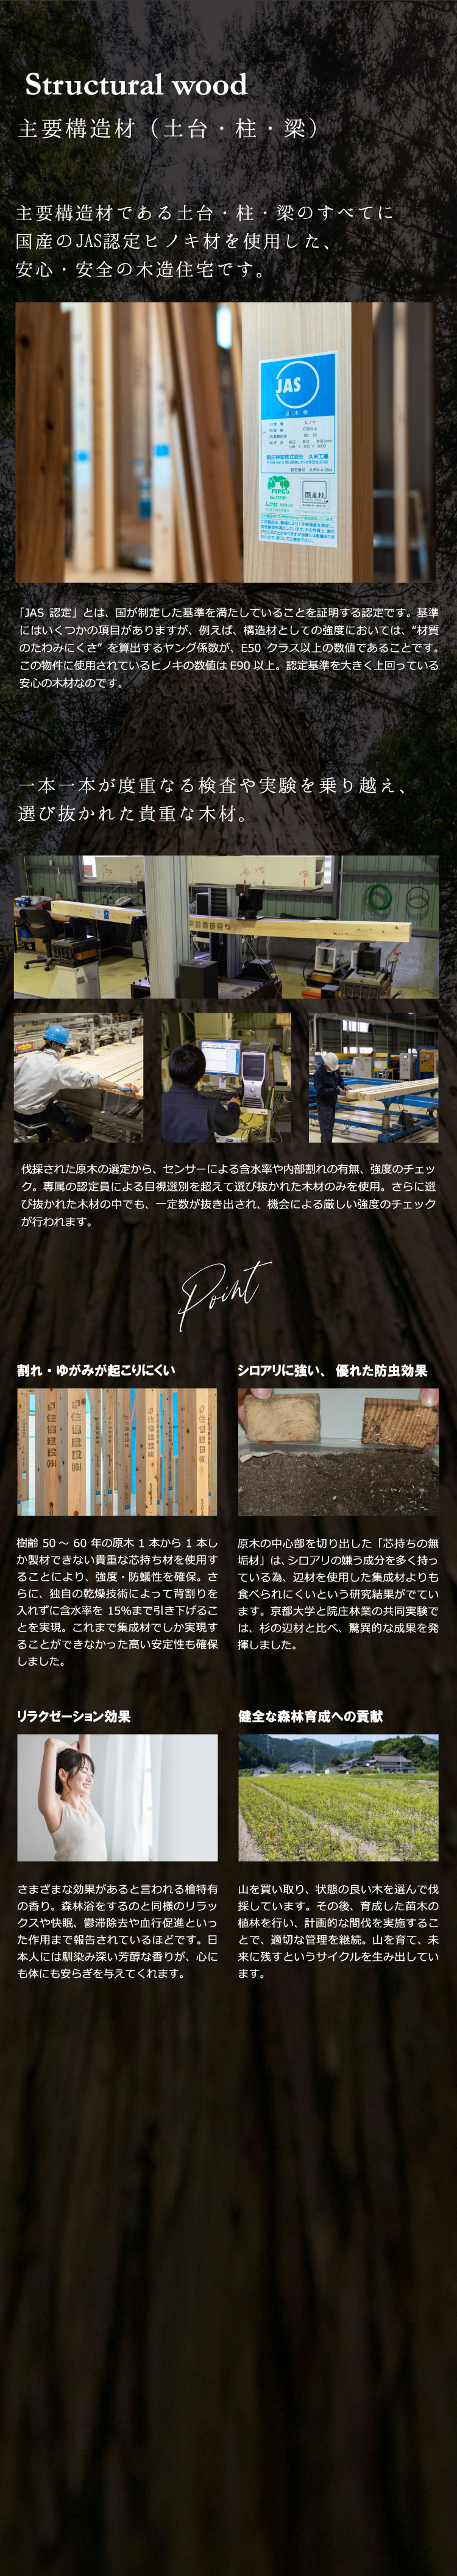 Structural wood
主要構造材（土台・柱・梁）
主要構造材である土台・柱・梁のすべてに
国産のJAS認定ヒノキ材を使用した、
安心・安全の木造住宅です。
JAS
国産材
「JAS 認定」とは、国が制定した基準を満たしていることを証明する認定です。基準
にはいくつかの項目がありますが、例えば、構造材としての強度においては、“材質
のたわみにくさ” を算出するヤング係数が、E50 クラス以上の数値であることです。
この物件に使用されているヒノキの数値は E90 以上。認定基準を大きく上回っている
安心の木材なのです。
一本一本が度重なる検査や実験を乗り越え、
選び抜かれた貴重な木材。
伐採された原木の選定から、センサーによる含水率や内部割れの有無、強度のチェッ
ク。専属の認定員による目視選別を超えて選び抜かれた木材のみを使用。さらに選
び抜かれた木材の中でも、一定数が抜き出され、機会による厳しい強度のチェック
が行われます。
Point
割れ・ゆがみが起こりにくい
樹齢 50 ～ 60 年の原木 1 本から 1 本し
か製材できない貴重な芯持ち材を使用す
ることにより、強度・防蟻性を確保。さ
らに、独自の乾燥技術によって背割りを
入れずに含水率を 15%まで引き下げるこ
とを実現。これまで集成材でしか実現す
ることができなかった高い安定性も確保
しました。
シロアリに強い、 優れた防虫効果
原木の中心部を切り出した「芯持ちの無
垢材」は、シロアリの嫌う成分を多く持っ
ている為、辺材を使用した集成材よりも
食べられにくいという研究結果がでてい
ます。京都大学と院庄林業の共同実験で
は、杉の辺材と比べ、驚異的な成果を発
揮しました。
リラクゼーション効果
さまざまな効果があると言われる檜特有
の香り。森林浴をするのと同様のリラッ
クスや快眠、鬱滞除去や血行促進といっ
た作用まで報告されているほどです。日
本人には馴染み深い芳醇な香りが、心に
も体にも安らぎを与えてくれます。
健全な森林育成への貢献
山を買い取り、状態の良い木を選んで伐
採しています。その後、育成した苗木の
植林を行い、計画的な間伐を実施するこ
とで、適切な管理を継続。山を育て、未
来に残すというサイクルを生み出してい
ます。